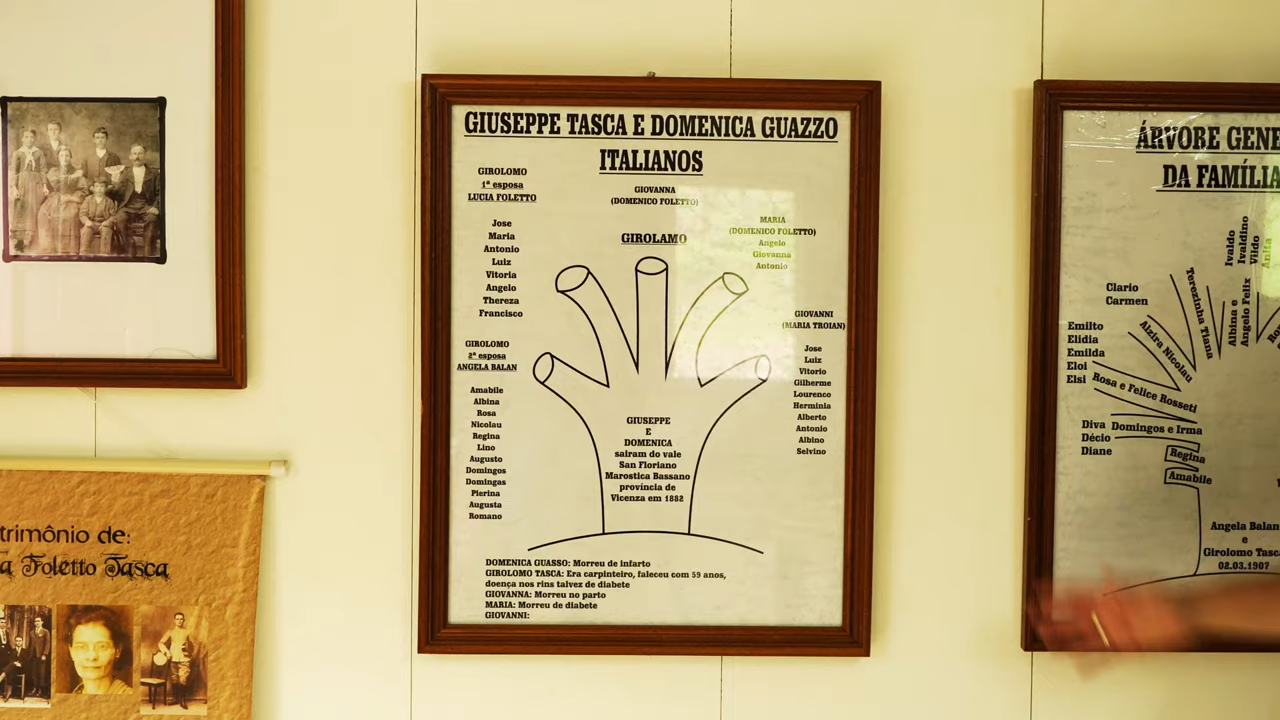 GIUSEPPE TASCA E DOMENICA GUAZZO
ITALIANOS
GIROLOMO
1ª esposa
LUCIA FOLETTO
Jose
Maria
Antonio
Luiz
Vitoria
Angelo
Thereza
Francisco
GIROLOMO
2ª esposa
ANGELA BALAN
Amabile
Albina
Rosa
Nicolau
Regina
Lino
Augusto
Domingos
Domingas
Pierina
Augusta
Romano
GIOVANNA
(DOMENICO FOLETTO)
GIROLAMO
MARIA
(DOMENICO FOLETTO)
Angelo
Giovanna
Antonio
GIOVANNI
(MARIA TROIAN)
Jose
Luiz
Vitorio
Gilherme
Lourenco
Herminia
Alberto
Antonio
Albino
Selvino
GIUSEPPE
E
DOMENICA
sairam do vale
San Floriano
Marostica Bassano
província de
Vicenza em 1882
DOMENICA GUASSO: Morreu de infarto
GIROLOMO TASCA: Era carpinteiro, faleceu com 59 anos,
doença nos rins talvez de diabete
GIOVANNA: Morreu no parto
MARIA: Morreu de diabete
GIOVANNI:
trimônio de:
a Foletto Tasca
ÁRVORE GENE
DA FAMÍLIA
Ivaldo
Ivaldino
Vildo
Anita
Clario
Carmen
Terezinha Tiana
Albina e
Angelo Felix
Alzira Nicolau
Emilto
Elidia
Emilda
Eloi
Elsi
Rosa e Felice Rosseti
Diva
Décio
Diane
Domingos e Irma
Regina
Amabile
Angela Balan
e
Girolomo Tasc
02.03.1907